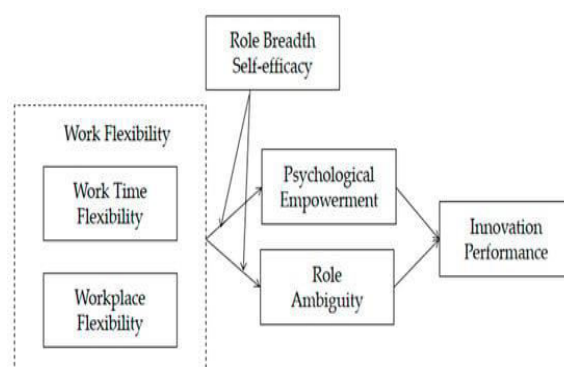 Role Breadth
Self-efficacy
Work Flexibility
Work Time
Flexibility
Workplace
Flexibility
Psychological
Empowerment
Role
Ambiguity
Innovation
Performance